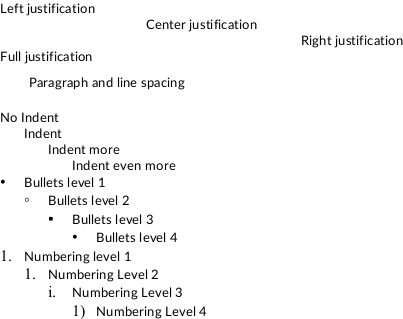 Left justification
Center justification
Right justification
Full justification
Paragraph and line spacing
No Indent
Indent
Indent more
Indent even more
• Bullets level 1
◦ Bullets level 2
▪ Bullets level 3
• Bullets level 4
1. Numbering level 1
1. Numbering Level 2
i. Numbering Level 3
1) Numbering Level 4